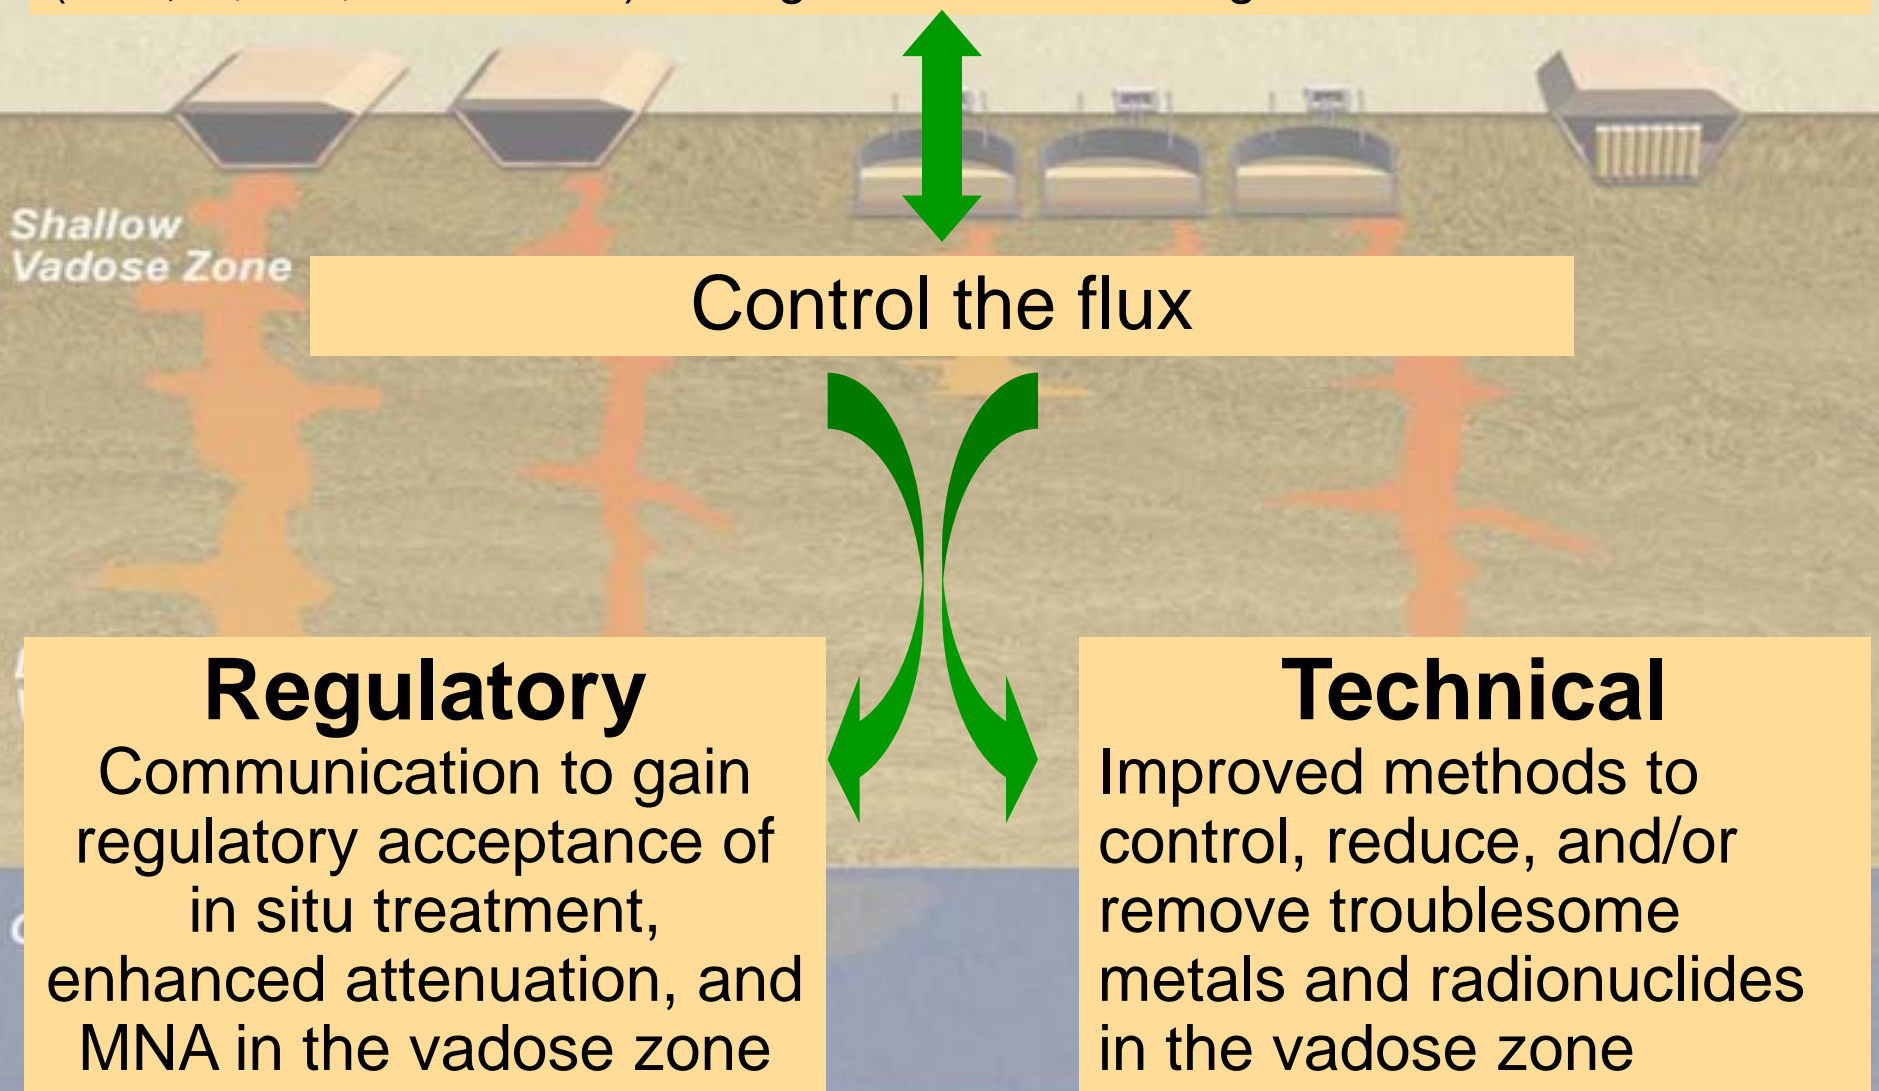 Shallow
Vadose Zone
Control the flux
Regulatory
Communication to gain
regulatory acceptance of
in situ treatment,
enhanced attenuation, and
MNA in the vadose zone
Technical
Improved methods to
control, reduce, and/or
remove troublesome
metals and radionuclides
in the vadose zone